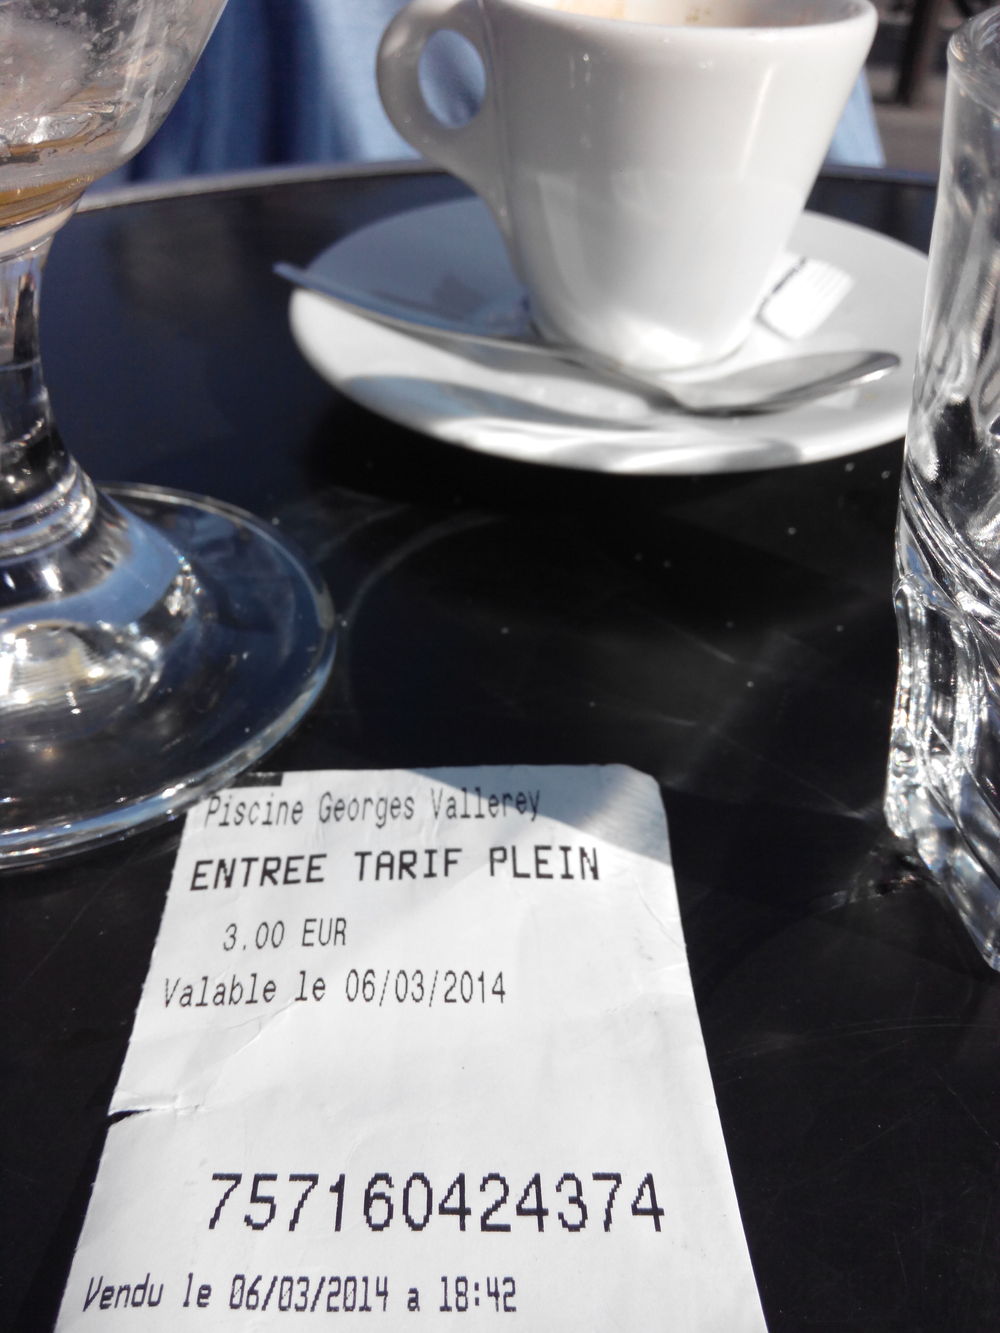 Piscine Georges Vallerey
ENTREE TARIF PLEIN
3.00 EUR
Valable le 06/03/2014
757160424374
Vendu le 06/03/2014 a 18:42